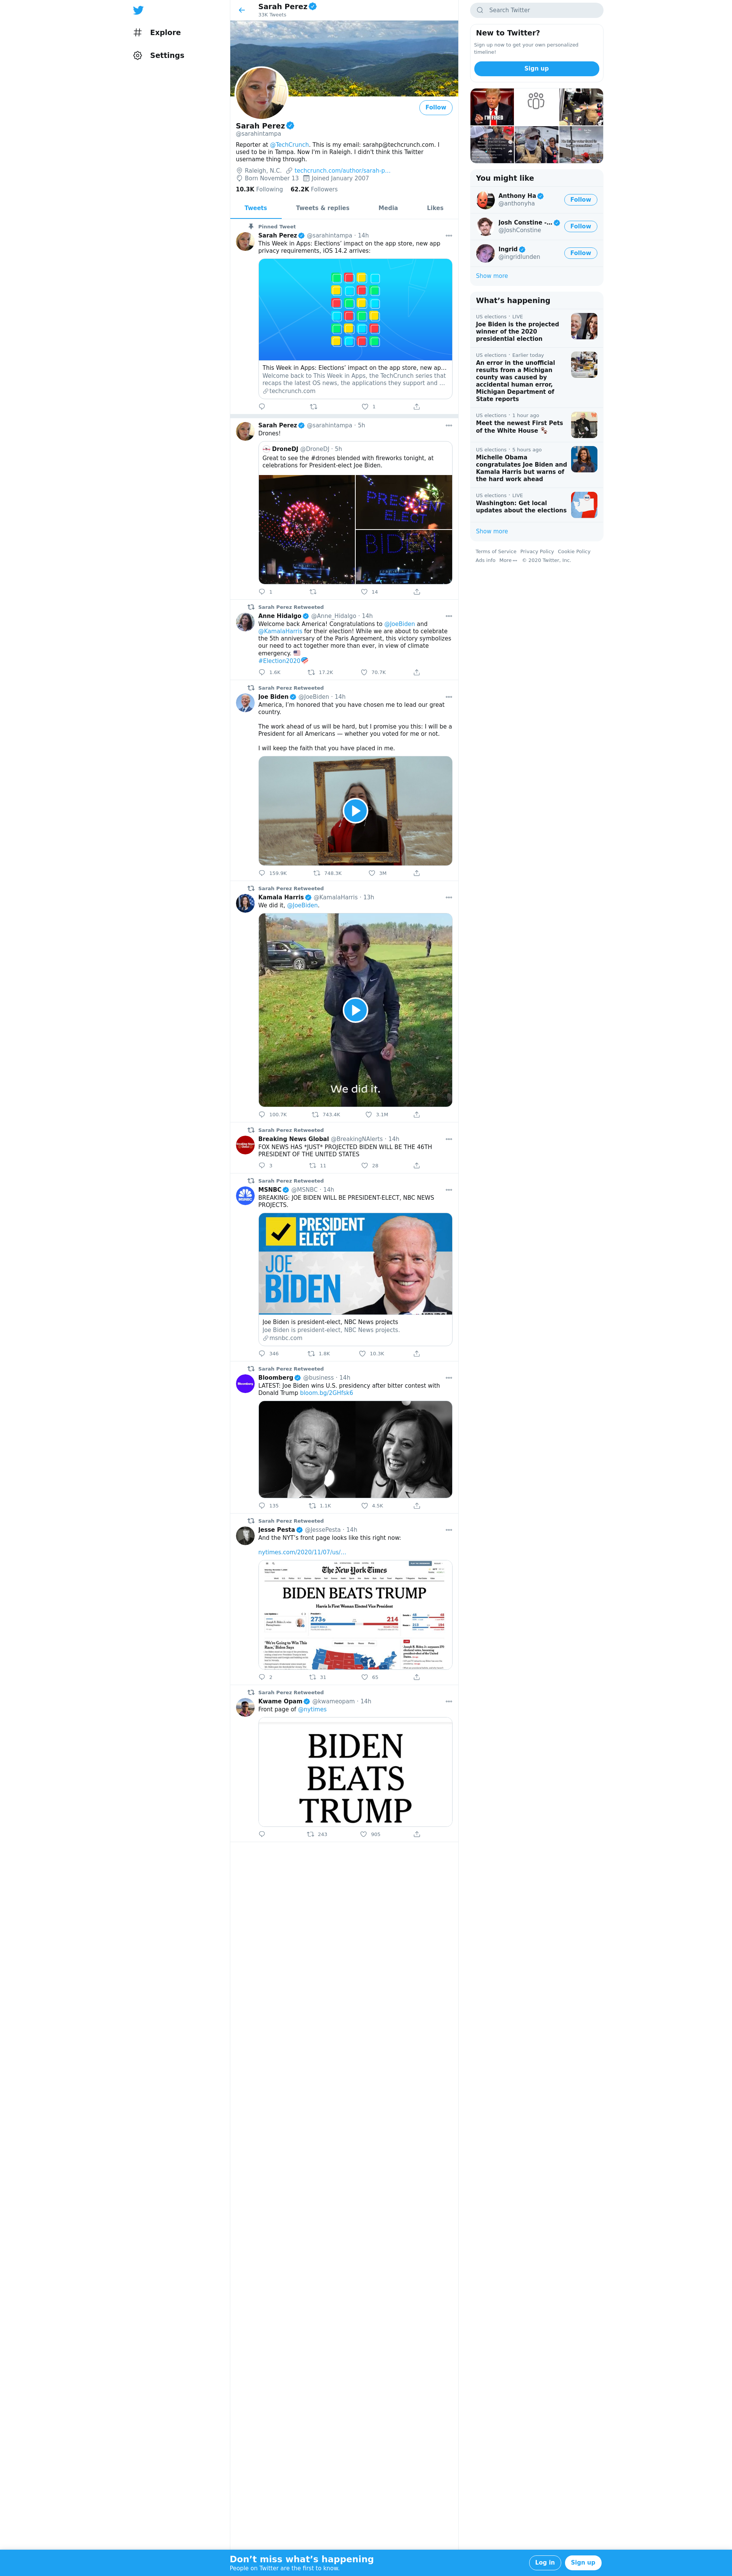 Explore
Settings
Sarah Perez
33K Tweets
Follow
Sarah Perez
@sarahintampa
Reporter at @TechCrunch. This is my email: sarahp@techcrunch.com. I
used to be in Tampa. Now I'm in Raleigh. I didn't think this Twitter
username thing through.
Raleigh, N.C. techcrunch.com/author/sarah-p…
Born November 13 Joined January 2007
10.3K Following 62.2K Followers
Tweets Tweets & replies Media Likes
Pinned Tweet
Sarah Perez @sarahintampa · 14h
This Week in Apps: Elections' impact on the app store, new app
privacy requirements, iOS 14.2 arrives:
This Week in Apps: Elections' impact on the app store, new ap...
Welcome back to This Week in Apps, the TechCrunch series that
recaps the latest OS news, the applications they support and ...
techcrunch.com
1
Sarah Perez @sarahintampa · 5h
Drones!
DroneDJ @DroneDJ · 5h
Great to see the #drones blended with fireworks tonight, at
celebrations for President-elect Joe Biden.
PRESIDENT
ELECT
BIDEN
1 14
Sarah Perez Retweeted
Anne Hidalgo @Anne_Hidalgo · 14h
Welcome back America! Congratulations to @JoeBiden and
@KamalaHarris for their election! While we are about to celebrate
the 5th anniversary of the Paris Agreement, this victory symbolizes
our need to act together more than ever, in view of climate
emergency. 🇺🇸
#Election2020
1.6K 17.2K 70.7K
Sarah Perez Retweeted
Joe Biden @JoeBiden · 14h
America, I'm honored that you have chosen me to lead our great
country.
The work ahead of us will be hard, but I promise you this: I will be a
President for all Americans — whether you voted for me or not.
I will keep the faith that you have placed in me.
159.9K 748.3K 3M
Sarah Perez Retweeted
Kamala Harris @KamalaHarris · 13h
We did it, @JoeBiden.
We did it.
100.7K 743.4K 3.1M
Sarah Perez Retweeted
Breaking News Global @BreakingNAlerts · 14h
FOX NEWS HAS *JUST* PROJECTED BIDEN WILL BE THE 46TH
PRESIDENT OF THE UNITED STATES
3 11 28
Sarah Perez Retweeted
MSNBC @MSNBC · 14h
BREAKING: JOE BIDEN WILL BE PRESIDENT-ELECT, NBC NEWS
PROJECTS.
PRESIDENT
ELECT
JOE
BIDEN
Joe Biden is president-elect, NBC News projects
Joe Biden is president-elect, NBC News projects.
msnbc.com
346 1.8K 10.3K
Sarah Perez Retweeted
Bloomberg @business · 14h
LATEST: Joe Biden wins U.S. presidency after bitter contest with
Donald Trump bloom.bg/2GHfsk6
135 1.1K 4.5K
Sarah Perez Retweeted
Jesse Pesta @JessePesta · 14h
And the NYT's front page looks like this right now:
nytimes.com/2020/11/07/us/…
The New York Times
BIDEN BEATS TRUMP
Harris Is First Woman Elected Vice President
273 214
'We're Going to Win This
Race,' Biden Says
2 31 65
Sarah Perez Retweeted
Kwame Opam @kwameopam · 14h
Front page of @nytimes
BIDEN
BEATS
TRUMP
243 905
Search Twitter
New to Twitter?
Sign up now to get your own personalized
timeline!
Sign up
I'M FIRED
You might like
Anthony Ha
@anthonyha
Follow
Josh Constine -...
@JoshConstine
Follow
Ingrid
@ingridlunden
Follow
Show more
What's happening
US elections · LIVE
Joe Biden is the projected
winner of the 2020
presidential election
US elections · Earlier today
An error in the unofficial
results from a Michigan
county was caused by
accidental human error,
Michigan Department of
State reports
US elections · 1 hour ago
Meet the newest First Pets
of the White House 🐾
US elections · 5 hours ago
Michelle Obama
congratulates Joe Biden and
Kamala Harris but warns of
the hard work ahead
US elections · LIVE
Washington: Get local
updates about the elections
Show more
Terms of Service Privacy Policy Cookie Policy
Ads info More ··· © 2020 Twitter, Inc.
Don't miss what's happening
People on Twitter are the first to know.
Log in Sign up